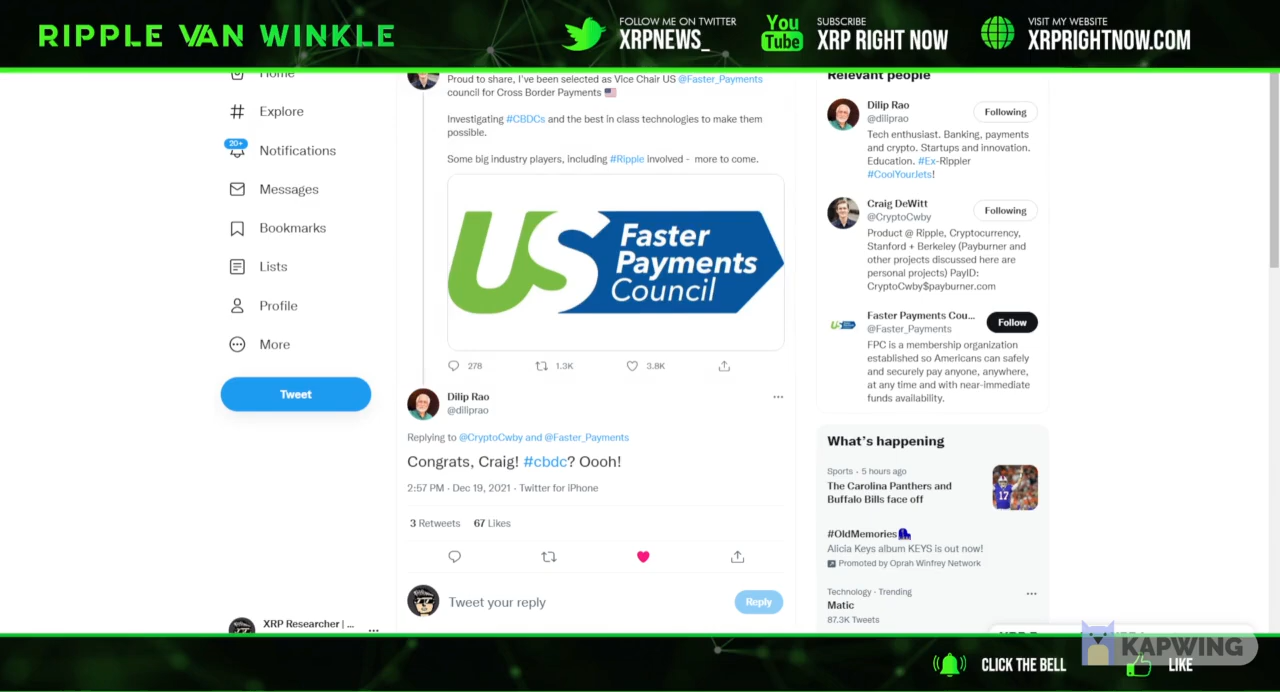 RIPPLE VAN WINKLE
FOLLOW ME ON TWITTER
XRPNEWS_
You
Tube
SUBSCRIBE
XRP RIGHT NOW
VISIT MY WEBSITE
XRPRIGHTNOW.COM
Home
Explore
20+
Notifications
Messages
Bookmarks
Lists
Profile
More
Tweet
XRP Researcher | ...
Proud to share, I've been selected as Vice Chair US @Faster_Payments
council for Cross Border Payments 🇺🇸
Investigating #CBDCs and the best in class technologies to make them
possible.
Some big industry players, including #Ripple involved - more to come.
US
Faster
Payments
Council
278
1.3K
3.8K
Dilip Rao
@diliprao
Replying to @CryptoCwby and @Faster_Payments
Congrats, Craig! #cbdc? Oooh!
2:57 PM · Dec 19, 2021 · Twitter for iPhone
3 Retweets 67 Likes
Tweet your reply
Reply
Relevant people
Dilip Rao
@diliprao
Following
Tech enthusiast. Banking, payments
and crypto. Startups and innovation.
Education. #Ex-Rippler
#CoolYourJets!
Craig DeWitt
@CryptoCwby
Following
Product @ Ripple, Cryptocurrency,
Stanford + Berkeley (Payburner and
other projects discussed here are
personal projects) PayID:
CryptoCwby$payburner.com
US
Faster Payments Cou...
@Faster_Payments
Follow
FPC is a membership organization
established so Americans can safely
and securely pay anyone, anywhere,
at any time and with near-immediate
funds availability.
What's happening
Sports · 5 hours ago
The Carolina Panthers and
Buffalo Bills face off
17
#OldMemories
Alicia Keys album KEYS is out now!
Promoted by Oprah Winfrey Network
Technology · Trending
Matic
87.3K Tweets
KAPWING
CLICK THE BELL
LIKE